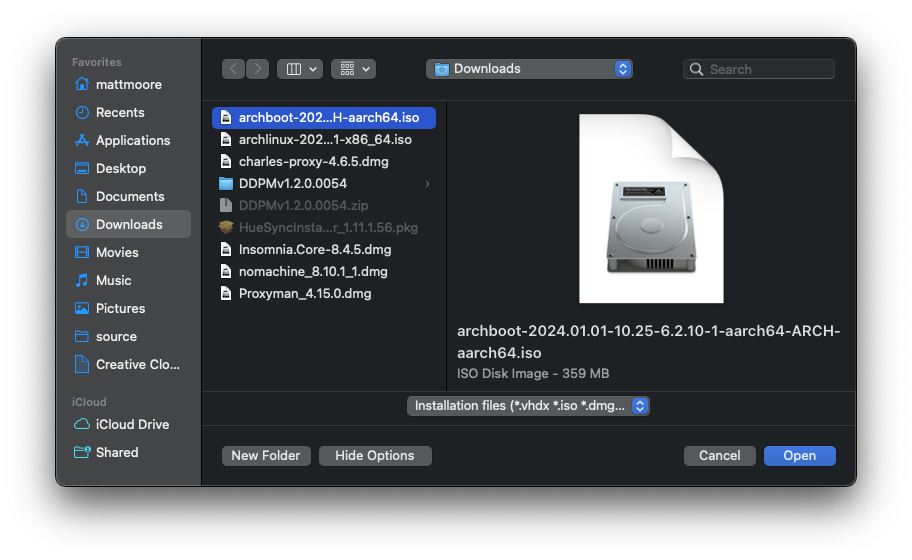 Favorites
mattmoore
Recents
Applications
Desktop
Documents
Downloads
Movies
Music
Pictures
source
Creative Clo...
iCloud
iCloud Drive
Shared
Downloads
Search
archboot-202...H-aarch64.iso
archlinux-202...1-x86_64.iso
charles-proxy-4.6.5.dmg
DDPMv1.2.0.0054
DDPMv1.2.0.0054.zip
HueSyncInsta...r_1.11.1.56.pkg
Insomnia.Core-8.4.5.dmg
nomachine_8.10.1_1.dmg
Proxyman_4.15.0.dmg
archboot-2024.01.01-10.25-6.2.10-1-aarch64-ARCH-
aarch64.iso
ISO Disk Image - 359 MB
Installation files (*.vhdx *.iso *.dmg...
New Folder
Hide Options
Cancel
Open